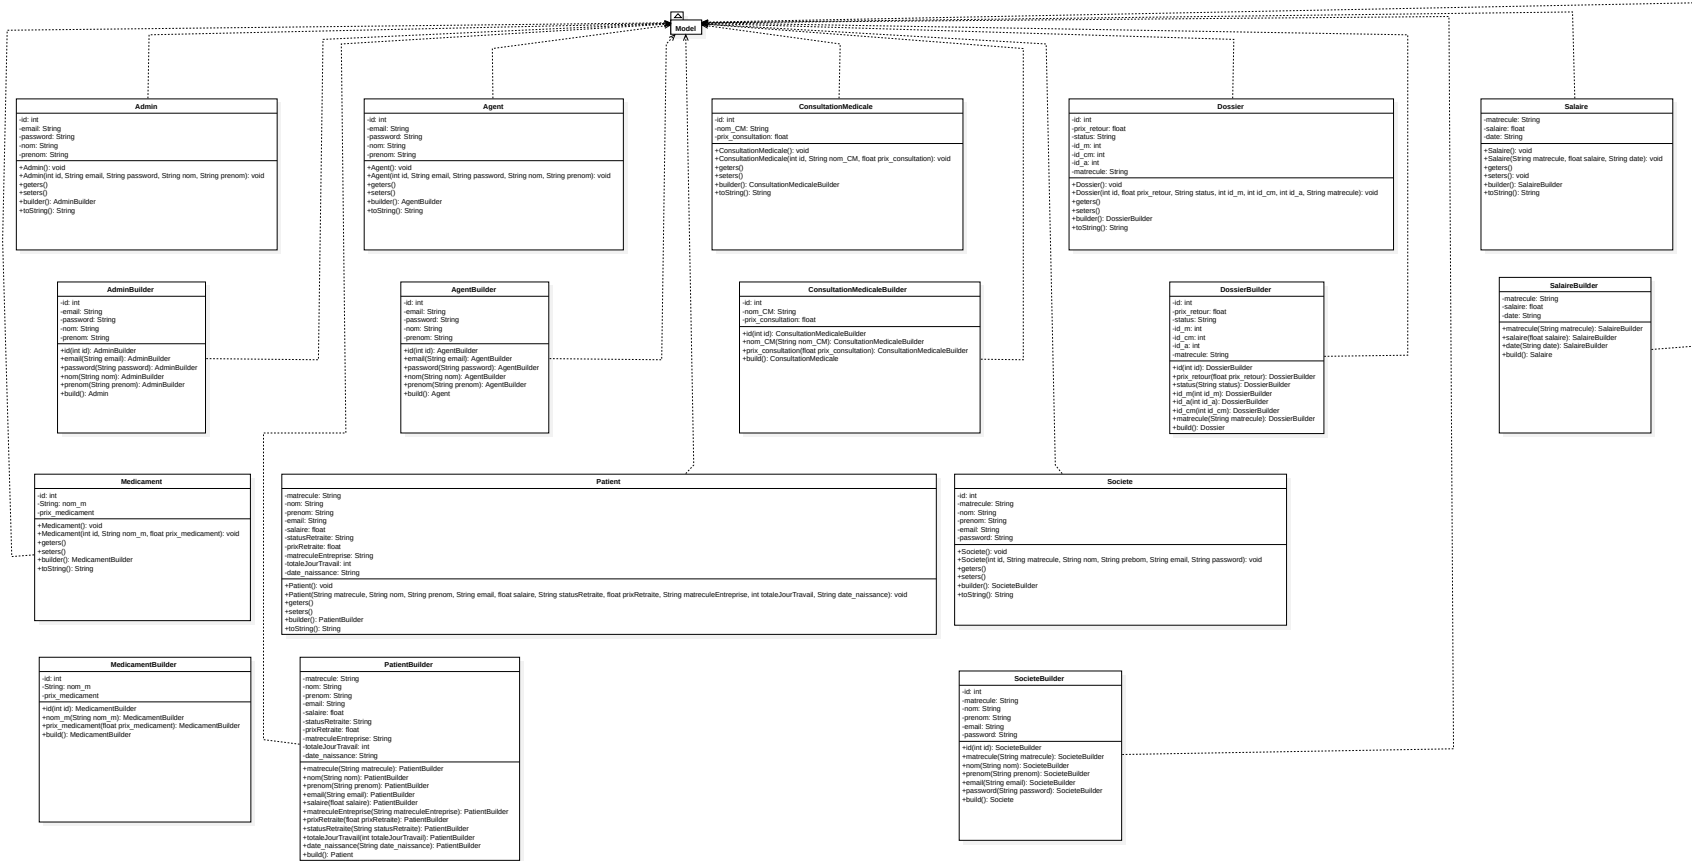 Model
Admin
-id: int
-email: String
-password: String
-nom: String
-prenom: String
+Admin(): void
+Admin(int id, String email, String password, String nom, String prenom): void
+geters()
+seters()
+builder(): AdminBuilder
+toString(): String
Agent
-id: int
-email: String
-password: String
-nom: String
-prenom: String
+Agent(): void
+Agent(int id, String email, String password, String nom, String prenom): void
+geters()
+seters()
+builder(): AgentBuilder
+toString(): String
ConsultationMedicale
-id: int
-nom_CM: String
-prix_consultation: float
+ConsultationMedicale(): void
+ConsultationMedicale(int id, String nom_CM, float prix_consultation): void
+geters()
+seters()
+builder(): ConsultationMedicaleBuilder
+toString(): String
Dossier
-id: int
-prix_retour: float
-status: String
-id_m: int
-id_cm: int
-id_a: int
-matrecule: String
+Dossier(): void
+Dossier(int id, float prix_retour, String status, int id_m, int id_cm, int id_a, String matrecule): void
+geters()
+seters()
+builder(): DossierBuilder
+toString(): String
Salaire
-matrecule: String
-salaire: float
-date: String
+Salaire(): void
+Salaire(String matrecule, float salaire, String date): void
+geters()
+seters(): void
+builder(): SalaireBuilder
+toString(): String
AdminBuilder
-id: int
-email: String
-password: String
-nom: String
-prenom: String
+id(int id): AdminBuilder
+email(String email): AdminBuilder
+password(String password): AdminBuilder
+nom(String nom): AdminBuilder
+prenom(String prenom): AdminBuilder
+build(): Admin
AgentBuilder
-id: int
-email: String
-password: String
-nom: String
-prenom: String
+id(int id): AgentBuilder
+email(String email): AgentBuilder
+password(String password): AgentBuilder
+nom(String nom): AgentBuilder
+prenom(String prenom): AgentBuilder
+build(): Agent
ConsultationMedicaleBuilder
-id: int
-nom_CM: String
-prix_consultation: float
+id(int id): ConsultationMedicaleBuilder
+nom_CM(String nom_CM): ConsultationMedicaleBuilder
+prix_consultation(float prix_consultation): ConsultationMedicaleBuilder
+build(): ConsultationMedicale
DossierBuilder
-id: int
-prix_retour: float
-status: String
-id_m: int
-id_cm: int
-id_a: int
-matrecule: String
+id(int id): DossierBuilder
+prix_retour(float prix_retour): DossierBuilder
+status(String status): DossierBuilder
+id_m(int id_m): DossierBuilder
+id_a(int id_a): DossierBuilder
+id_cm(int id_cm): DossierBuilder
+matrecule(String matrecule): DossierBuilder
+build(): Dossier
SalaireBuilder
-matrecule: String
-salaire: float
-date: String
+matrecule(String matrecule): SalaireBuilder
+salaire(float salaire): SalaireBuilder
+date(String date): SalaireBuilder
+build(): Salaire
Medicament
-id: int
-String: nom_m
-prix_medicament
+Medicament(): void
+Medicament(int id, String nom_m, float prix_medicament): void
+geters()
+seters()
+builder(): MedicamentBuilder
+toString(): String
Patient
-matrecule: String
-nom: String
-prenom: String
-email: String
-salaire: float
-statusRetraite: String
-prixRetraite: float
-matreculeEntreprise: String
-totaleJourTravail: int
-date_naissance: String
+Patient(): void
+Patient(String matrecule, String nom, String prenom, String email, float salaire, String statusRetraite, float prixRetraite, String matreculeEntreprise, int totaleJourTravail, String date_naissance): void
+geters()
+seters()
+builder(): PatientBuilder
+toString(): String
Societe
-id: int
-matrecule: String
-nom: String
-prenom: String
-email: String
-password: String
+Societe(): void
+Societe(int id, String matrecule, String nom, String prebom, String email, String password): void
+geters()
+seters()
+builder(): SocieteBuilder
+toString(): String
MedicamentBuilder
-id: int
-String: nom_m
-prix_medicament
+id(int id): MedicamentBuilder
+nom_m(String nom_m): MedicamentBuilder
+prix_medicament(float prix_medicament): MedicamentBuilder
+build(): MedicamentBuilder
PatientBuilder
-matrecule: String
-nom: String
-prenom: String
-email: String
-salaire: float
-statusRetraite: String
-prixRetraite: float
-matreculeEntreprise: String
-totaleJourTravail: int
-date_naissance: String
+matrecule(String matrecule): PatientBuilder
+nom(String nom): PatientBuilder
+prenom(String prenom): PatientBuilder
+email(String email): PatientBuilder
+salaire(float salaire): PatientBuilder
+matreculeEntreprise(String matreculeEntreprise): PatientBuilder
+prixRetraite(float prixRetraite): PatientBuilder
+statusRetraite(String statusRetraite): PatientBuilder
+totaleJourTravail(int totaleJourTravail): PatientBuilder
+date_naissance(String date_naissance): PatientBuilder
+build(): Patient
SocieteBuilder
-id: int
-matrecule: String
-nom: String
-prenom: String
-email: String
-password: String
+id(int id): SocieteBuilder
+matrecule(String matrecule): SocieteBuilder
+nom(String nom): SocieteBuilder
+prenom(String prenom): SocieteBuilder
+email(String email): SocieteBuilder
+password(String password): SocieteBuilder
+build(): Societe